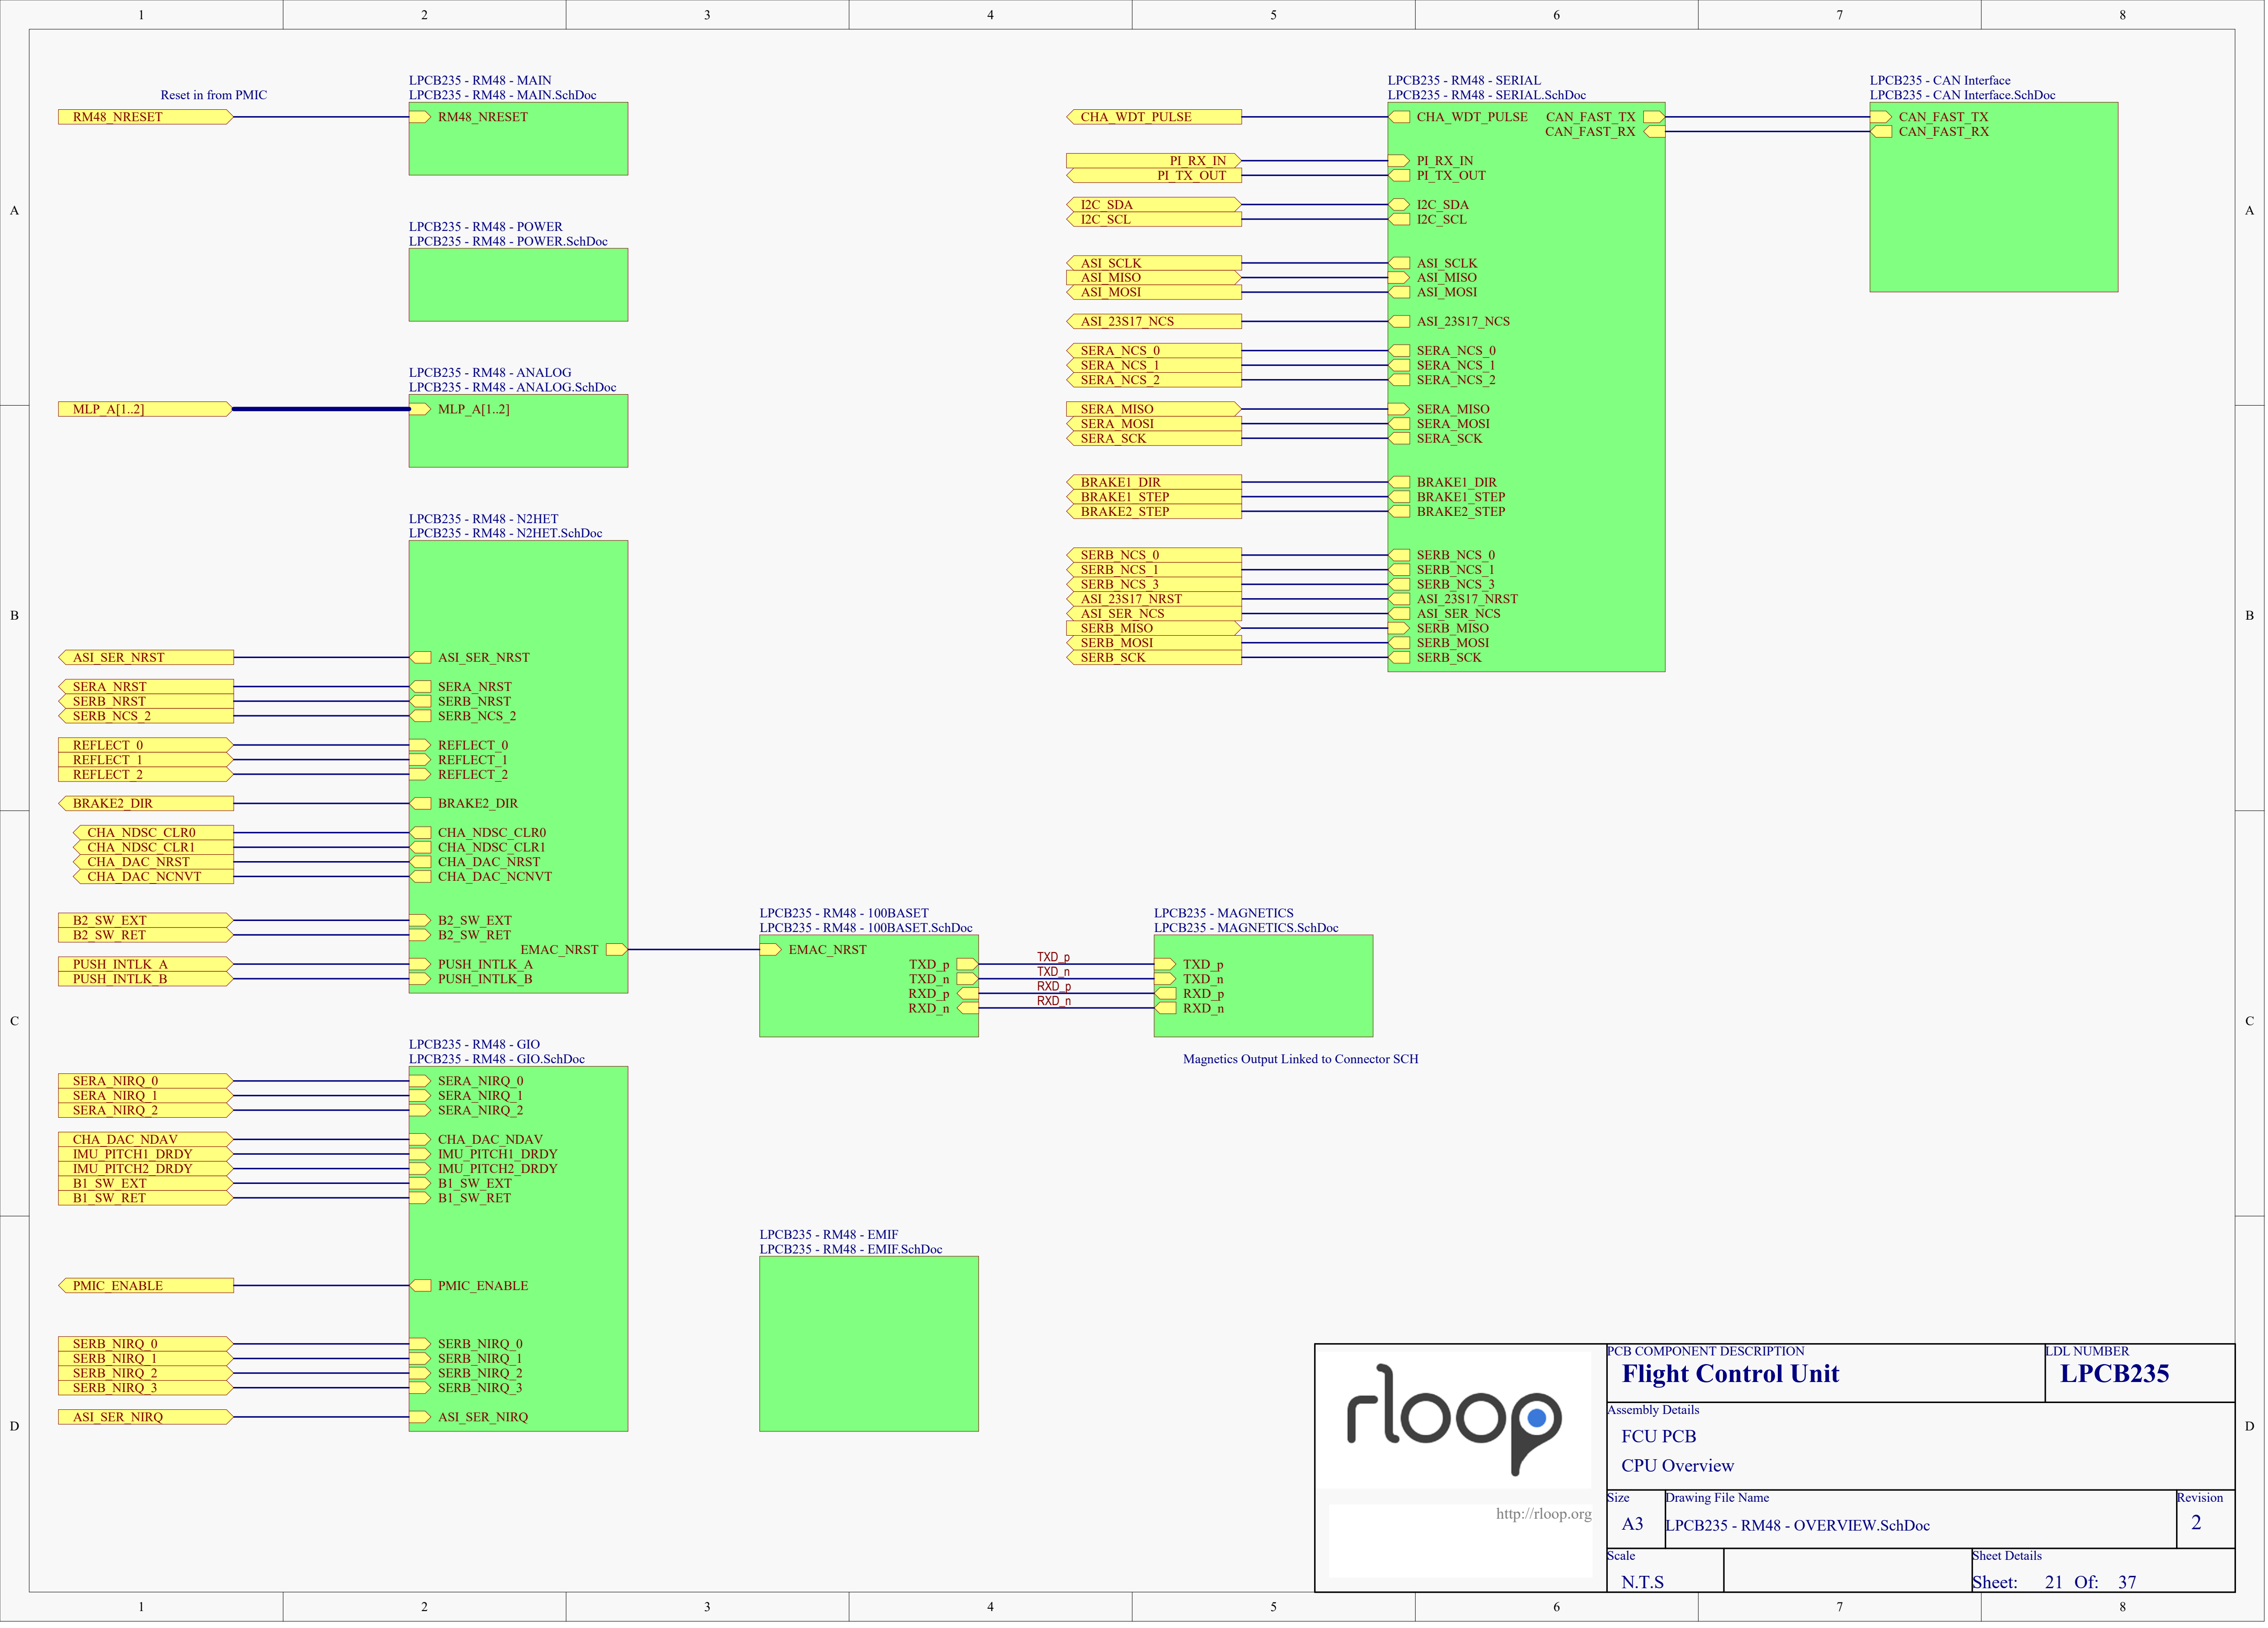 1 2 3 4 5 6 7 8
A
B
C
D
A
B
C
D
Reset in from PMIC
RM48_NRESET
LPCB235 - RM48 - MAIN
LPCB235 - RM48 - MAIN.SchDoc
RM48_NRESET
LPCB235 - RM48 - POWER
LPCB235 - RM48 - POWER.SchDoc
LPCB235 - RM48 - ANALOG
LPCB235 - RM48 - ANALOG.SchDoc
MLP_A[1..2] MLP_A[1..2]
LPCB235 - RM48 - N2HET
LPCB235 - RM48 - N2HET.SchDoc
ASI_SER_NRST ASI_SER_NRST
SERA_NRST SERA_NRST
SERB_NRST SERB_NRST
SERB_NCS_2 SERB_NCS_2
REFLECT_0 REFLECT_0
REFLECT_1 REFLECT_1
REFLECT_2 REFLECT_2
BRAKE2_DIR BRAKE2_DIR
CHA_NDSC_CLR0 CHA_NDSC_CLR0
CHA_NDSC_CLR1 CHA_NDSC_CLR1
CHA_DAC_NRST CHA_DAC_NRST
CHA_DAC_NCNVT CHA_DAC_NCNVT
B2_SW_EXT B2_SW_EXT
B2_SW_RET B2_SW_RET
EMAC_NRST
PUSH_INTLK_A PUSH_INTLK_A
PUSH_INTLK_B PUSH_INTLK_B
LPCB235 - RM48 - GIO
LPCB235 - RM48 - GIO.SchDoc
SERA_NIRQ_0 SERA_NIRQ_0
SERA_NIRQ_1 SERA_NIRQ_1
SERA_NIRQ_2 SERA_NIRQ_2
CHA_DAC_NDAV CHA_DAC_NDAV
IMU_PITCH1_DRDY IMU_PITCH1_DRDY
IMU_PITCH2_DRDY IMU_PITCH2_DRDY
B1_SW_EXT B1_SW_EXT
B1_SW_RET B1_SW_RET
PMIC_ENABLE PMIC_ENABLE
SERB_NIRQ_0 SERB_NIRQ_0
SERB_NIRQ_1 SERB_NIRQ_1
SERB_NIRQ_2 SERB_NIRQ_2
SERB_NIRQ_3 SERB_NIRQ_3
ASI_SER_NIRQ ASI_SER_NIRQ
LPCB235 - RM48 - 100BASET
LPCB235 - RM48 - 100BASET.SchDoc
EMAC_NRST
TXD_p TXD_p TXD_p
TXD_n TXD_n TXD_n
RXD_p RXD_p RXD_p
RXD_n RXD_n RXD_n
LPCB235 - MAGNETICS
LPCB235 - MAGNETICS.SchDoc
Magnetics Output Linked to Connector SCH
LPCB235 - RM48 - EMIF
LPCB235 - RM48 - EMIF.SchDoc
LPCB235 - RM48 - SERIAL
LPCB235 - RM48 - SERIAL.SchDoc
CHA_WDT_PULSE CHA_WDT_PULSE CAN_FAST_TX
CAN_FAST_RX
PI_RX_IN PI_RX_IN
PI_TX_OUT PI_TX_OUT
I2C_SDA I2C_SDA
I2C_SCL I2C_SCL
ASI_SCLK ASI_SCLK
ASI_MISO ASI_MISO
ASI_MOSI ASI_MOSI
ASI_23S17_NCS ASI_23S17_NCS
SERA_NCS_0 SERA_NCS_0
SERA_NCS_1 SERA_NCS_1
SERA_NCS_2 SERA_NCS_2
SERA_MISO SERA_MISO
SERA_MOSI SERA_MOSI
SERA_SCK SERA_SCK
BRAKE1_DIR BRAKE1_DIR
BRAKE1_STEP BRAKE1_STEP
BRAKE2_STEP BRAKE2_STEP
SERB_NCS_0 SERB_NCS_0
SERB_NCS_1 SERB_NCS_1
SERB_NCS_3 SERB_NCS_3
ASI_23S17_NRST ASI_23S17_NRST
ASI_SER_NCS ASI_SER_NCS
SERB_MISO SERB_MISO
SERB_MOSI SERB_MOSI
SERB_SCK SERB_SCK
LPCB235 - CAN Interface
LPCB235 - CAN Interface.SchDoc
CAN_FAST_TX
CAN_FAST_RX
rloop
http://rloop.org
PCB COMPONENT DESCRIPTION
Flight Control Unit
LDL NUMBER
LPCB235
Assembly Details
FCU PCB
CPU Overview
Size
A3
Drawing File Name
LPCB235 - RM48 - OVERVIEW.SchDoc
Revision
2
Scale
N.T.S
Sheet Details
Sheet: 21 Of: 37
1 2 3 4 5 6 7 8